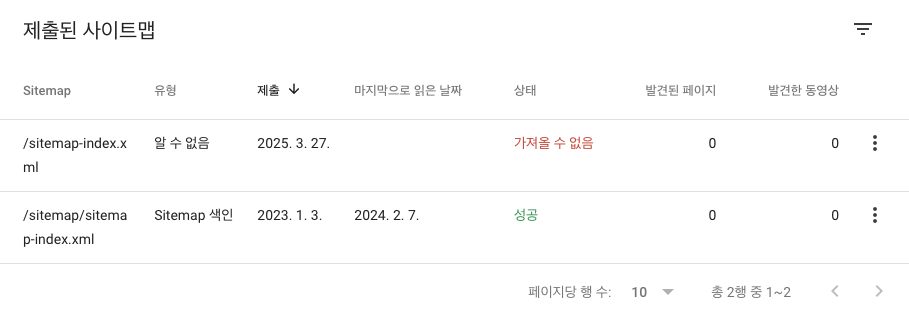 제출된 사이트맵
Sitemap 유형 제출 마지막으로 읽은 날짜 상태 발견된 페이지 발견한 동영상
/sitemap-index.x 알 수 없음 2025. 3. 27. 가져올 수 없음 0 0
ml
/sitemap/sitema Sitemap 색인 2023. 1. 3. 2024. 2. 7. 성공 0 0
p-index.xml
페이지당 행 수: 10 총 2행 중 1~2